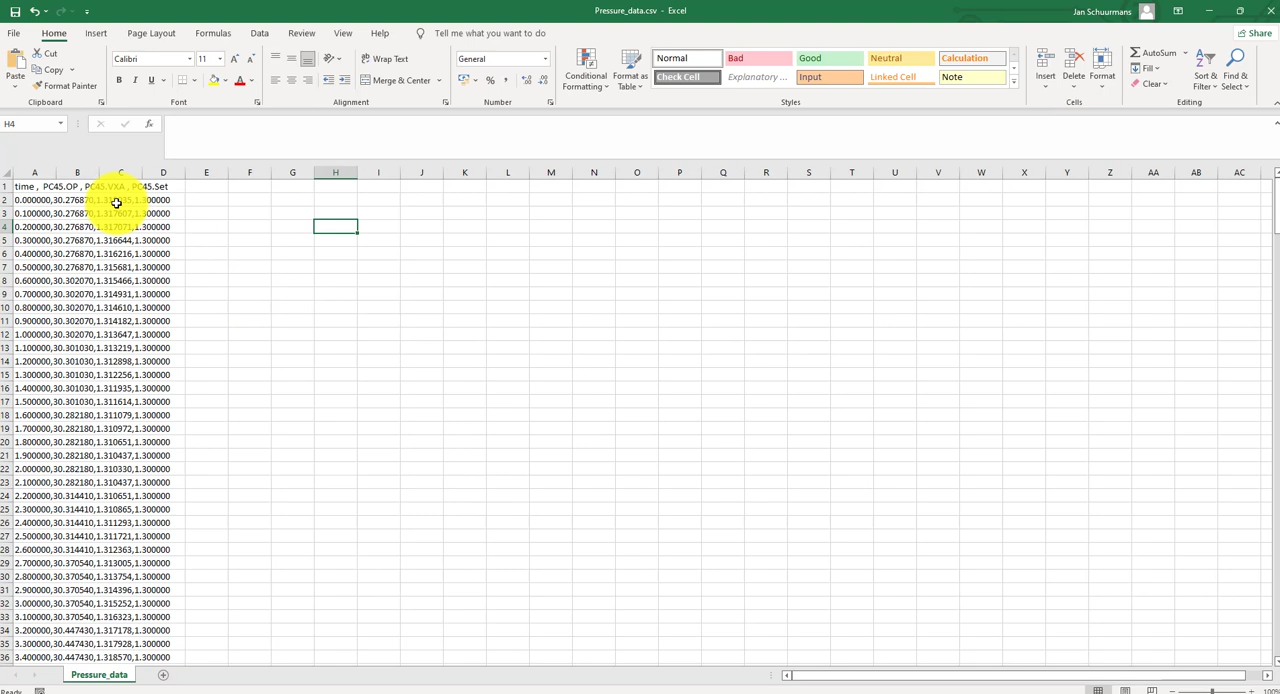 Pressure_data.csv - Excel
Jan Schuurmans
File Home Insert Page Layout Formulas Data Review View Help Tell me what you want to do Share
Paste Cut Copy Format Painter Clipboard
Calibri 11 B I U A Font
Wrap Text Merge & Center Alignment
General % Number
Conditional Formatting Format as Table
Normal Bad Good Neutral Calculation
Check Cell Explanatory ... Input Linked Cell Note
Styles
Insert Delete Format Cells
AutoSum Fill Clear Sort & Filter Find & Select Editing
H4 fx
A B C D E F G H I J K L M N O P Q R S T U V W X Y Z AA AB AC
1 time , PC45.OP , PC45.VXA , PC45.Set
2 0.000000,30.276870, 1.300000
3 0.100000,30.276870,1.317607,1.300000
4 0.200000,30.276870,1.317071,1.300000
5 0.300000,30.276870,1.316644,1.300000
6 0.400000,30.276870,1.316216,1.300000
7 0.500000,30.276870,1.315681,1.300000
8 0.600000,30.302070,1.315466,1.300000
9 0.700000,30.302070,1.314931,1.300000
10 0.800000,30.302070,1.314610,1.300000
11 0.900000,30.302070,1.314182,1.300000
12 1.000000,30.302070,1.313647,1.300000
13 1.100000,30.301030,1.313219,1.300000
14 1.200000,30.301030,1.312898,1.300000
15 1.300000,30.301030,1.312256,1.300000
16 1.400000,30.301030,1.311935,1.300000
17 1.500000,30.301030,1.311614,1.300000
18 1.600000,30.282180,1.311079,1.300000
19 1.700000,30.282180,1.310972,1.300000
20 1.800000,30.282180,1.310651,1.300000
21 1.900000,30.282180,1.310437,1.300000
22 2.000000,30.282180,1.310330,1.300000
23 2.100000,30.282180,1.310437,1.300000
24 2.200000,30.314410,1.310651,1.300000
25 2.300000,30.314410,1.310865,1.300000
26 2.400000,30.314410,1.311293,1.300000
27 2.500000,30.314410,1.311721,1.300000
28 2.600000,30.314410,1.312363,1.300000
29 2.700000,30.370540,1.313005,1.300000
30 2.800000,30.370540,1.313754,1.300000
31 2.900000,30.370540,1.314396,1.300000
32 3.000000,30.370540,1.315252,1.300000
33 3.100000,30.370540,1.316323,1.300000
34 3.200000,30.447430,1.317178,1.300000
35 3.300000,30.447430,1.317928,1.300000
36 3.400000,30.447430,1.318570,1.300000
Pressure_data
Ready 100%